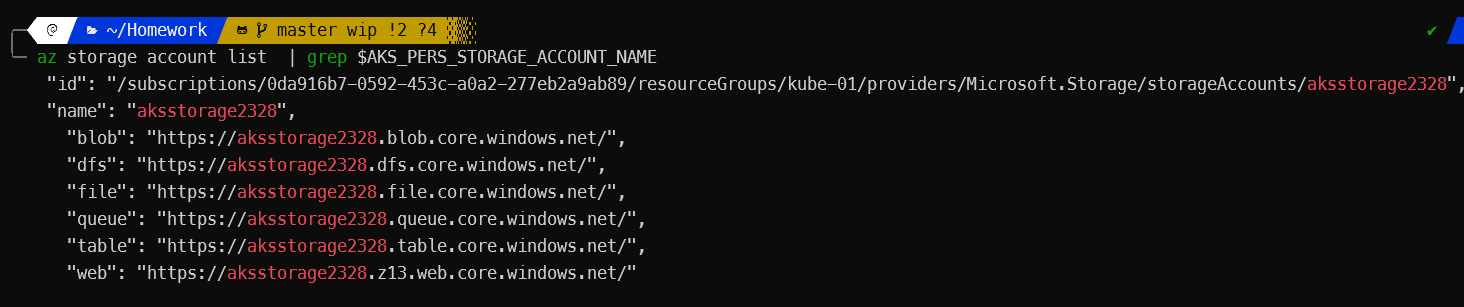 ~/Homework master wip !2 ?4 ✔
az storage account list | grep $AKS_PERS_STORAGE_ACCOUNT_NAME
"id": "/subscriptions/0da916b7-0592-453c-a0a2-277eb2a9ab89/resourceGroups/kube-01/providers/Microsoft.Storage/storageAccounts/aksstorage2328",
"name": "aksstorage2328",
"blob": "https://aksstorage2328.blob.core.windows.net/",
"dfs": "https://aksstorage2328.dfs.core.windows.net/",
"file": "https://aksstorage2328.file.core.windows.net/",
"queue": "https://aksstorage2328.queue.core.windows.net/",
"table": "https://aksstorage2328.table.core.windows.net/",
"web": "https://aksstorage2328.z13.web.core.windows.net/"